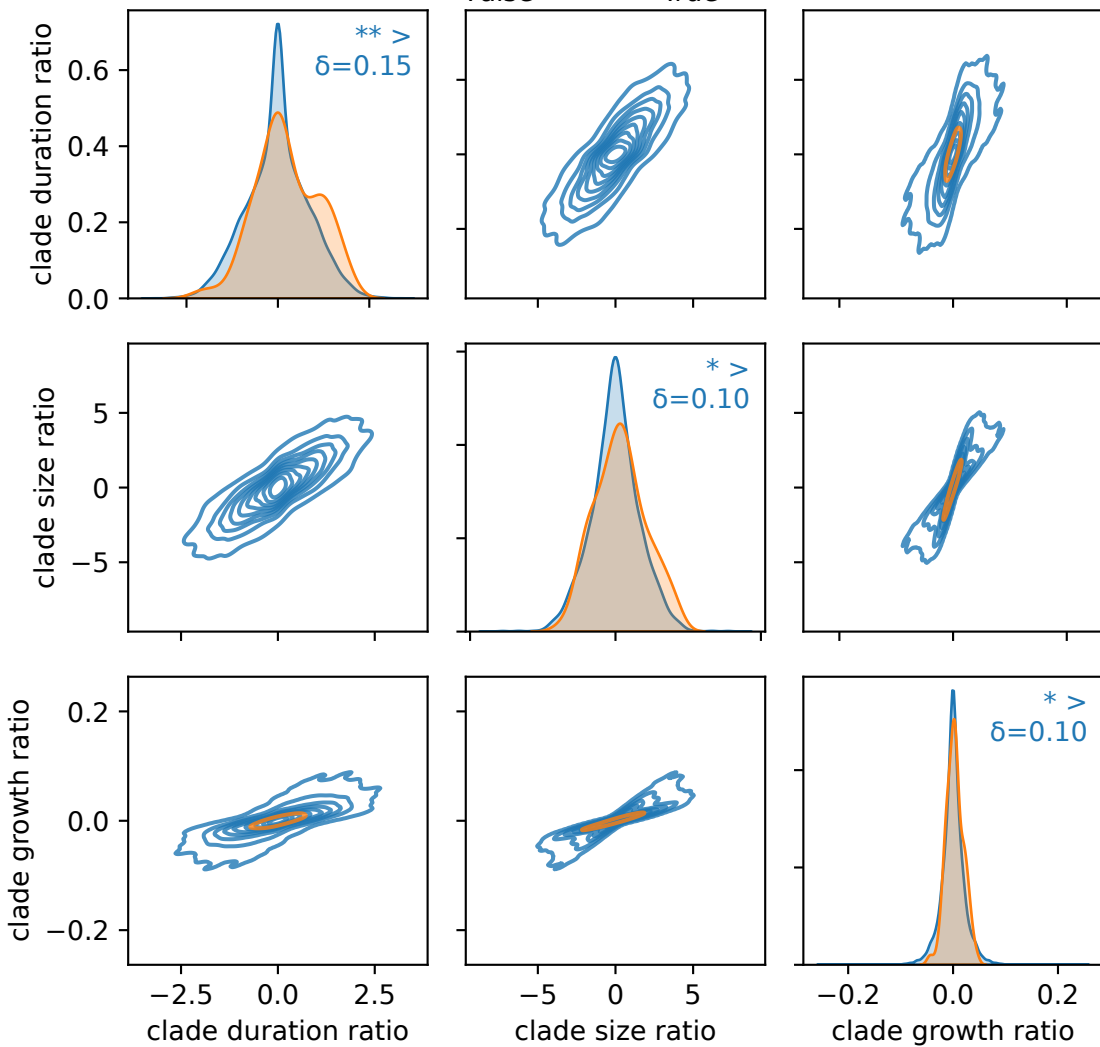 ** >
δ=0.15
clade duration ratio
0.6
0.4
0.2
0.0
* >
δ=0.10
clade size ratio
5
0
−5
* >
δ=0.10
clade growth ratio
0.2
0.0
−0.2
−2.5 0.0 2.5
−5 0 5
−0.2 0.0 0.2
clade duration ratio
clade size ratio
clade growth ratio